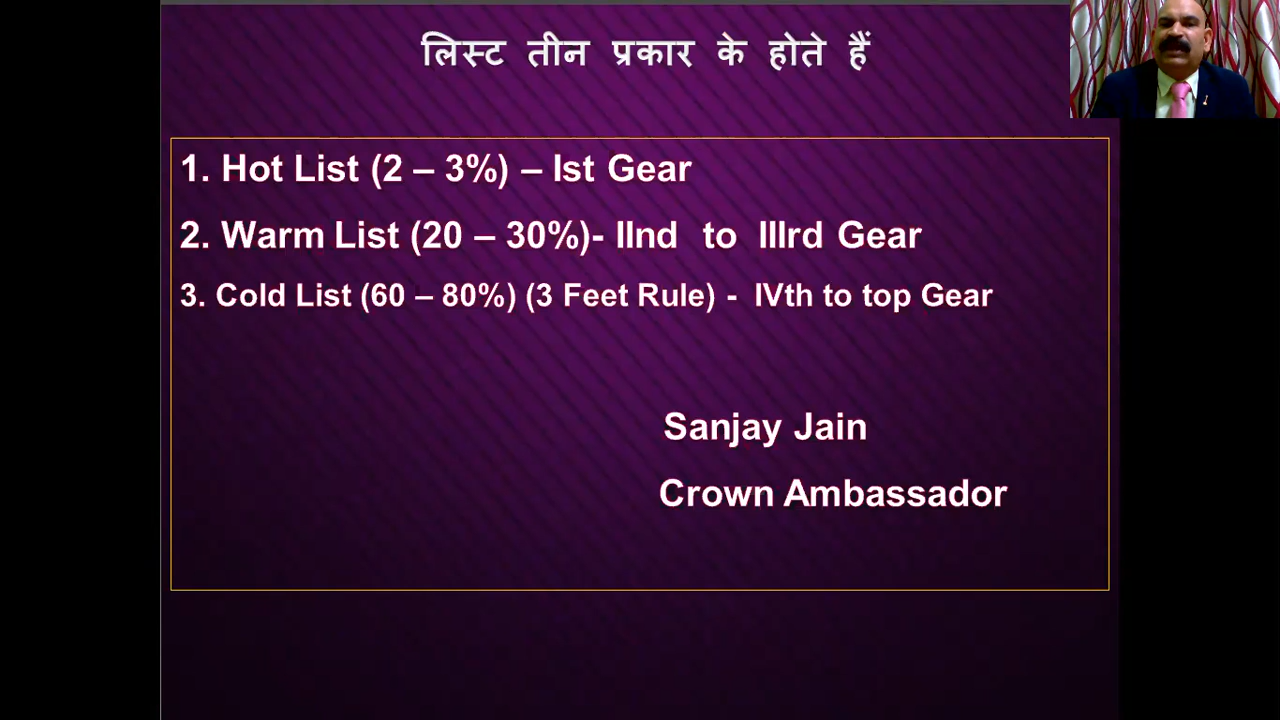 लिस्ट तीन प्रकार के होते हैं
1. Hot List (2 – 3%) – Ist Gear
2. Warm List (20 – 30%)- IInd to IIIrd Gear
3. Cold List (60 – 80%) (3 Feet Rule) - IVth to top Gear
Sanjay Jain
Crown Ambassador